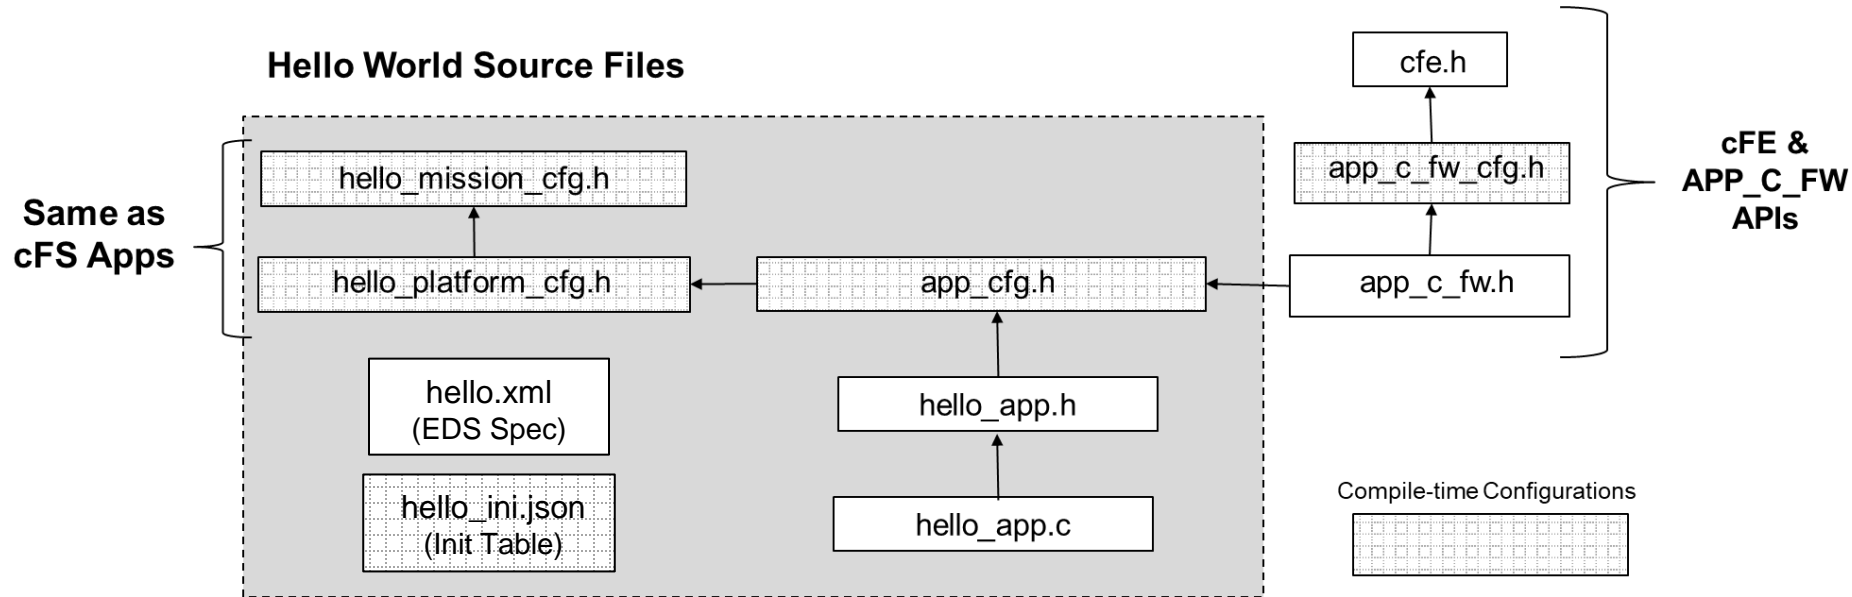 Hello World Source Files
cfe.h
hello_mission_cfg.h
app_c_fw_cfg.h
cFE &
APP_C_FW
APIs
Same as
cFS Apps
hello_platform_cfg.h
app_cfg.h
app_c_fw.h
hello.xml
(EDS Spec)
hello_app.h
hello_ini.json
(Init Table)
hello_app.c
Compile-time Configurations